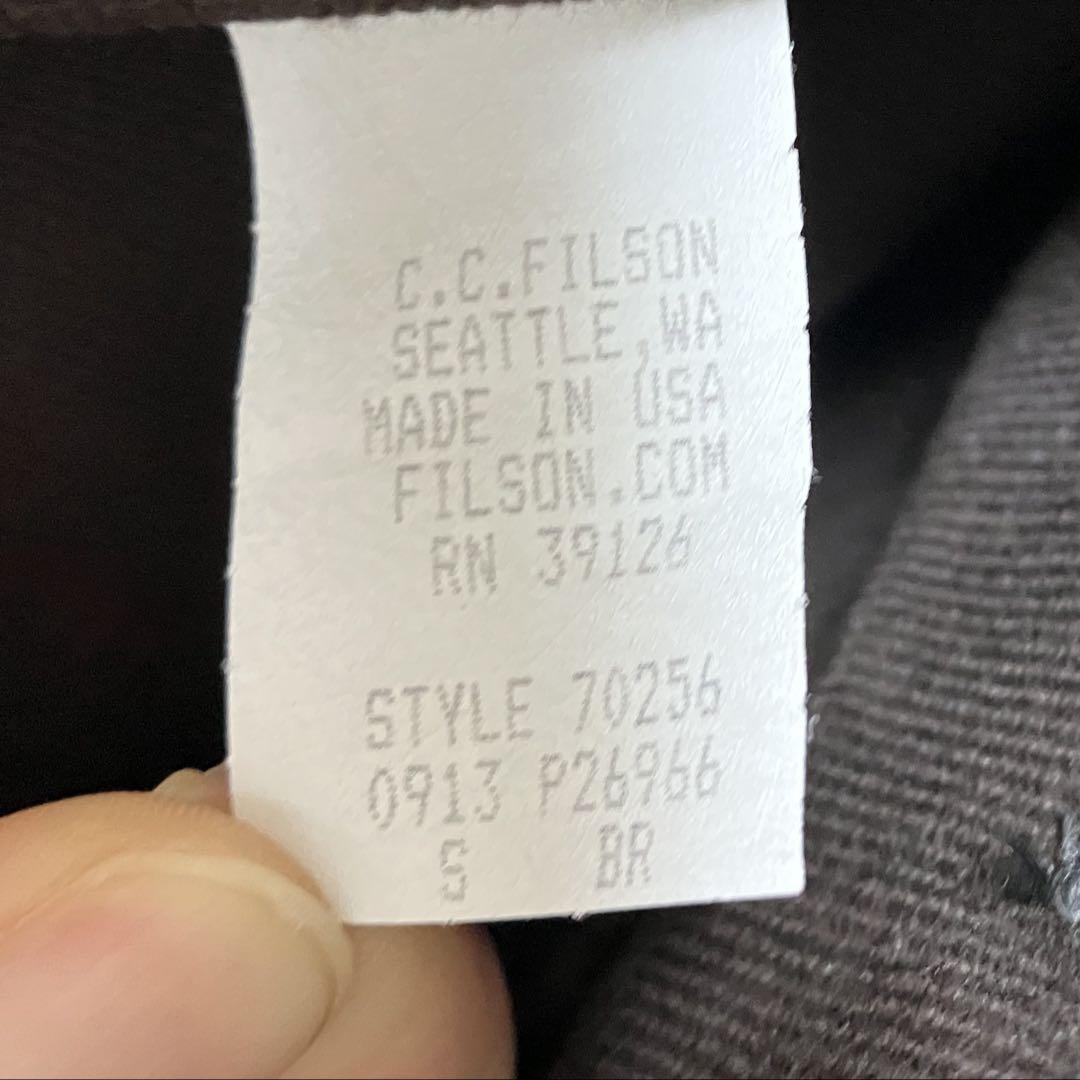 C.C.FILSON
SEATTLE,WA
MADE IN USA
FILSON.COM
RN 39126
STYLE 70256
0913 P26966
BR